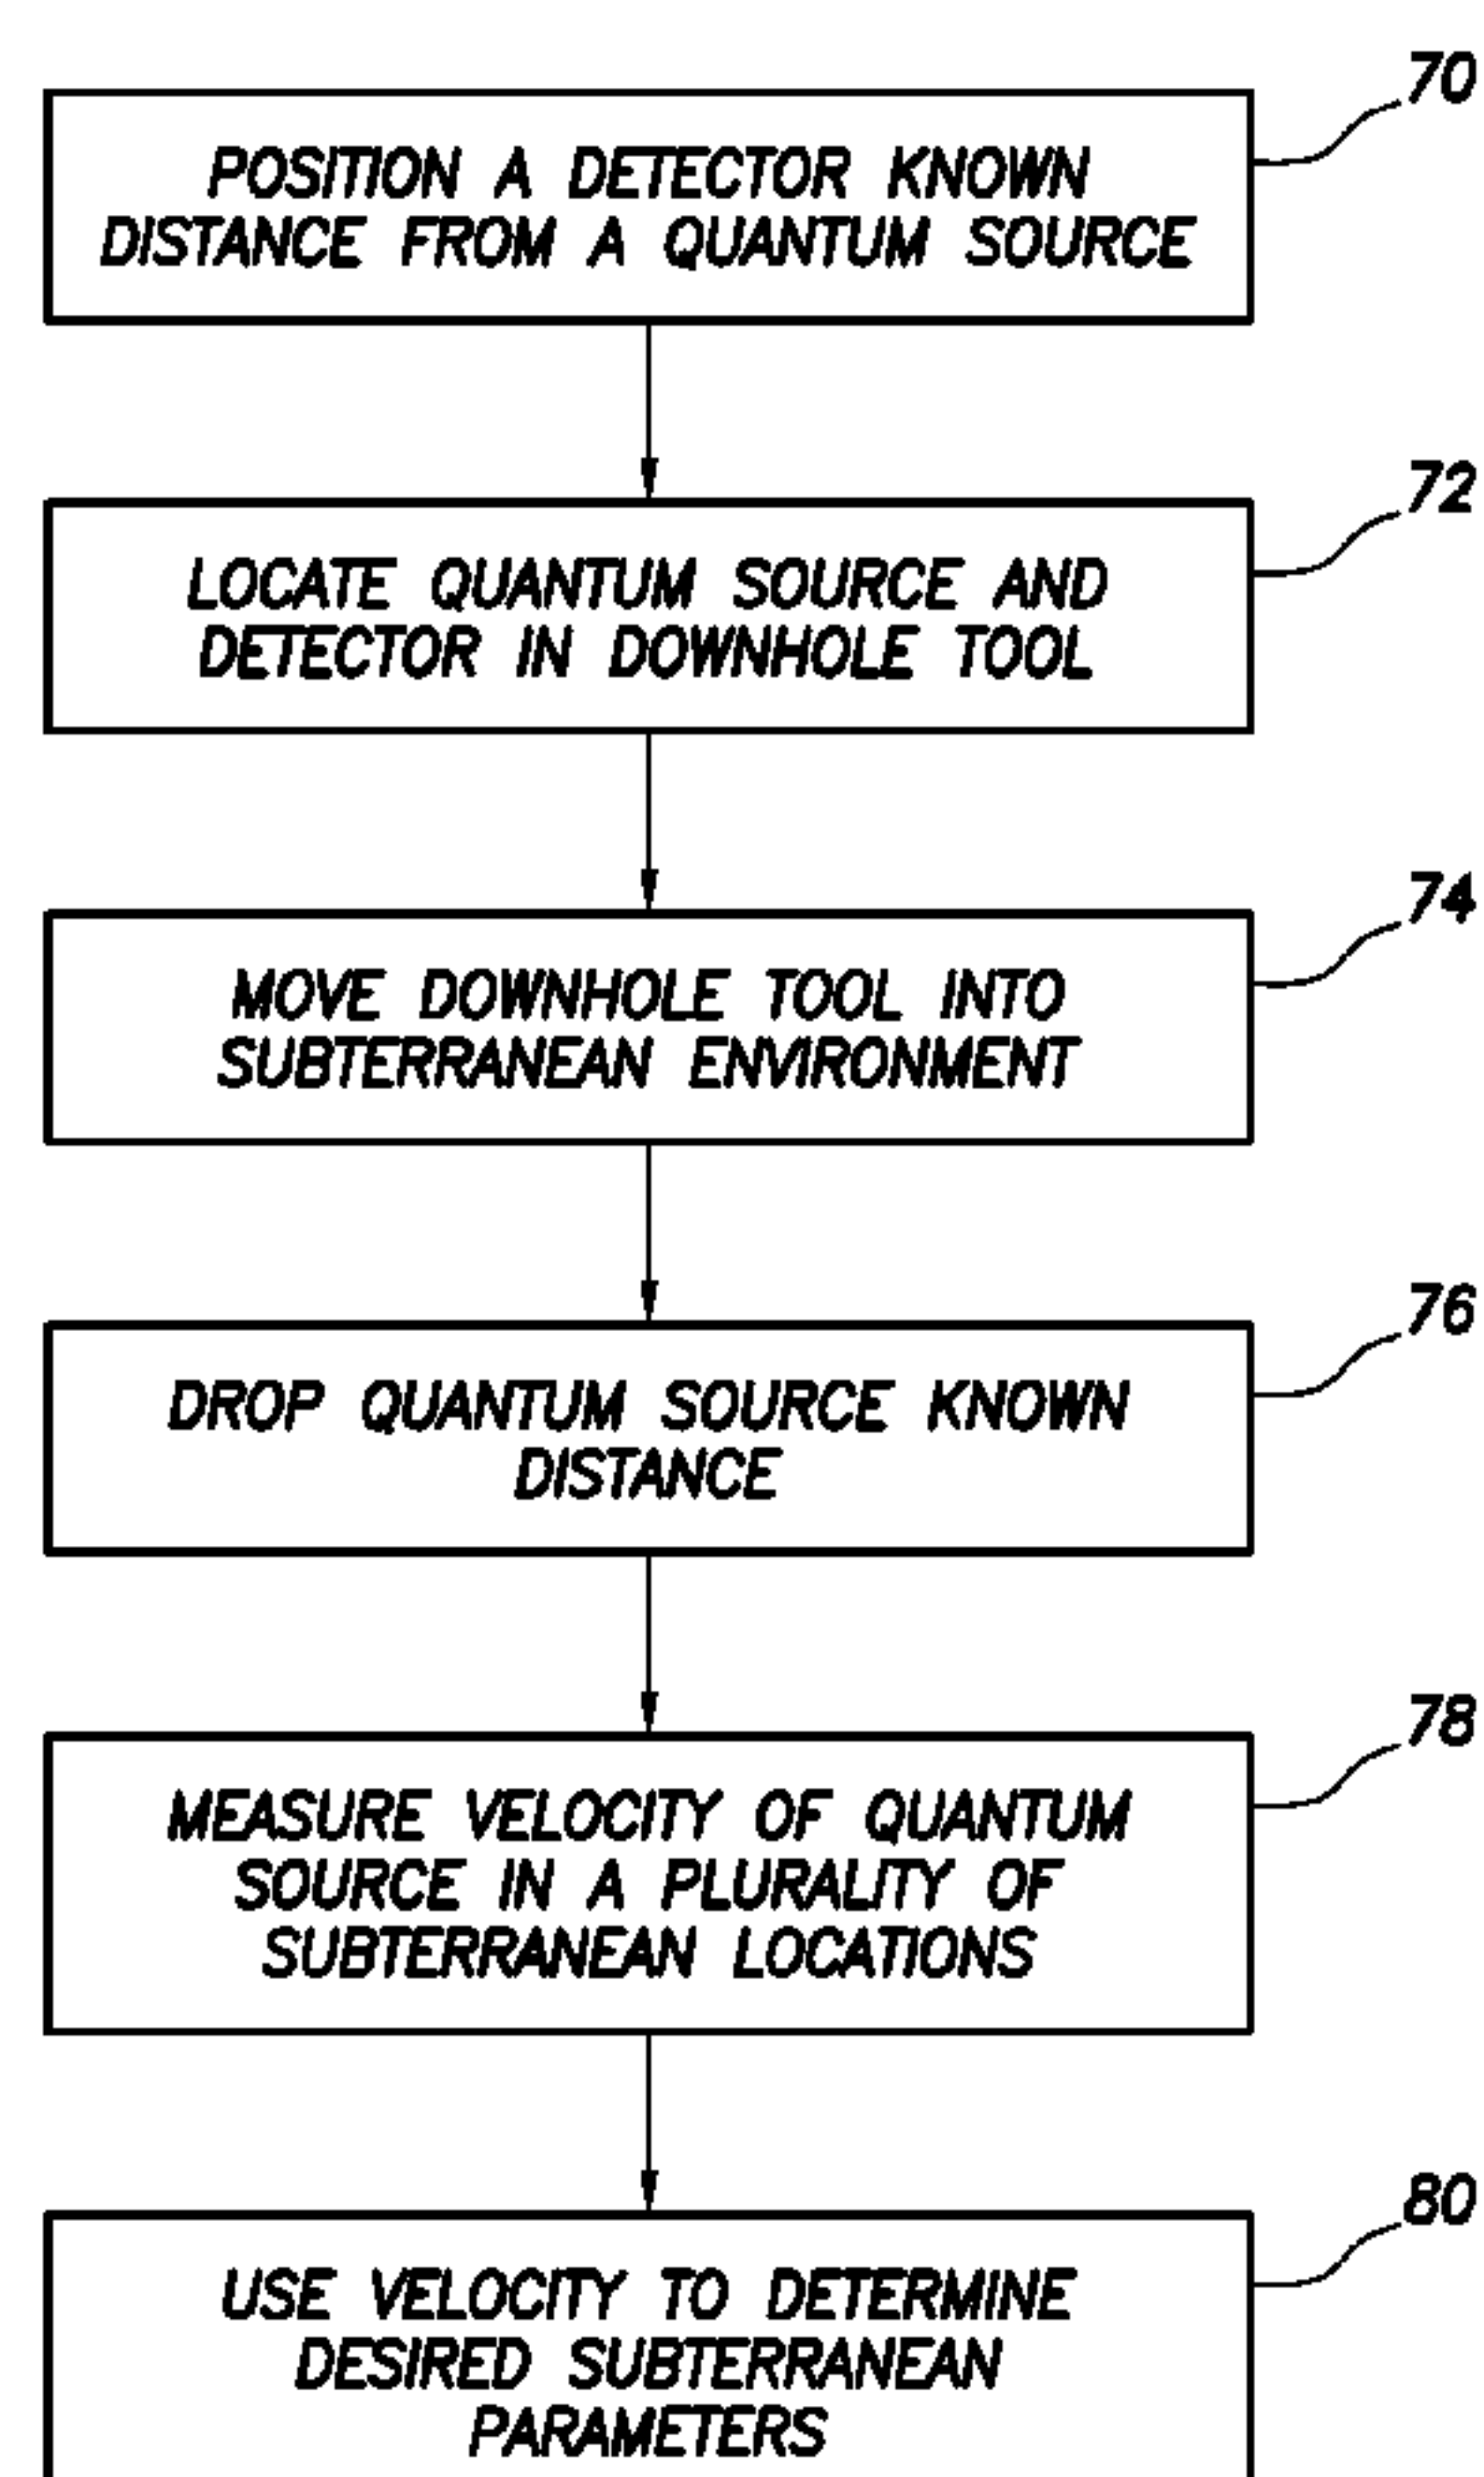 70
POSITION A DETECTOR KNOWN
DISTANCE FROM A QUANTUM SOURCE
72
LOCATE QUANTUM SOURCE AND
DETECTOR IN DOWNHOLE TOOL
74
MOVE DOWNHOLE TOOL INTO
SUBTERRANEAN ENVIRONMENT
76
DROP QUANTUM SOURCE KNOWN
DISTANCE
78
MEASURE VELOCITY OF QUANTUM
SOURCE IN A PLURALITY OF
SUBTERRANEAN LOCATIONS
80
USE VELOCITY TO DETERMINE
DESIRED SUBTERRANEAN
PARAMETERS